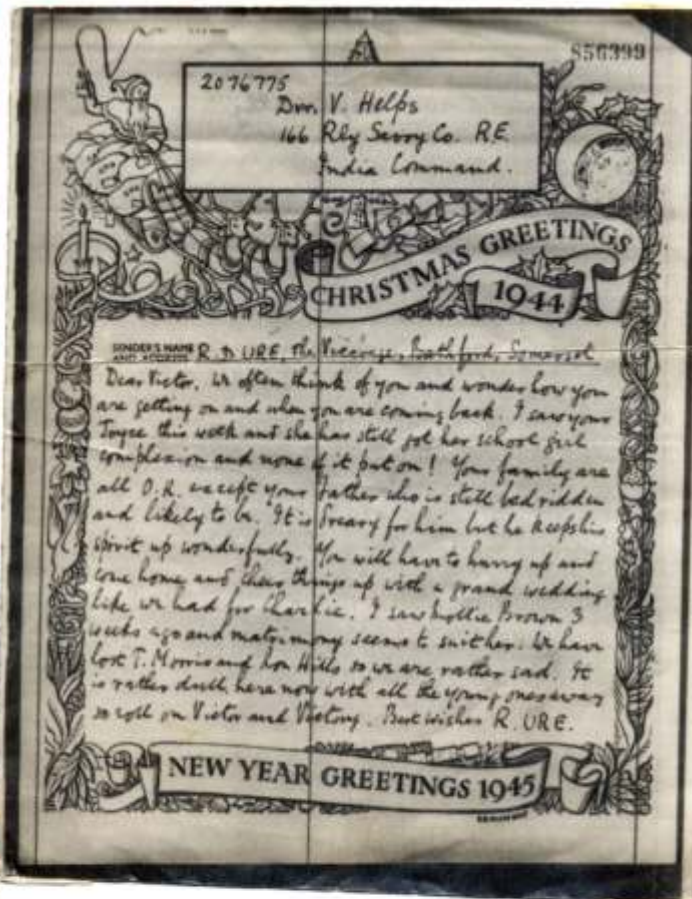 856399
2076775
Dvr. V. Helps
166 Rly Savoy Co. R.E.
India Command.
CHRISTMAS GREETINGS
1944
SENDER'S NAME AND ADDRESS R. D URE, The Vicarage, Bathford, Somerset
Dear Victor. We often think of you and wonder how you
are getting on and when you are coming back. I saw your
Joyce this week and she has still got her school girl
complexion and none of it put on! Your family are
all O.K. except your father who is still bedridden
and likely to be. It is dreary for him but he keeps his
spirit up wonderfully. You will have to hurry up and
come home and cheer things up with a grand wedding
like we had for Charlie. I saw Mollie Brown 3
weeks ago and matrimony seems to suit her. We have
lost T. Morris and Ron Hills so we are rather sad. It
is rather dull here now with all the young ones away
so roll on Victor and Victory. Best wishes R. URE.
NEW YEAR GREETINGS 1945